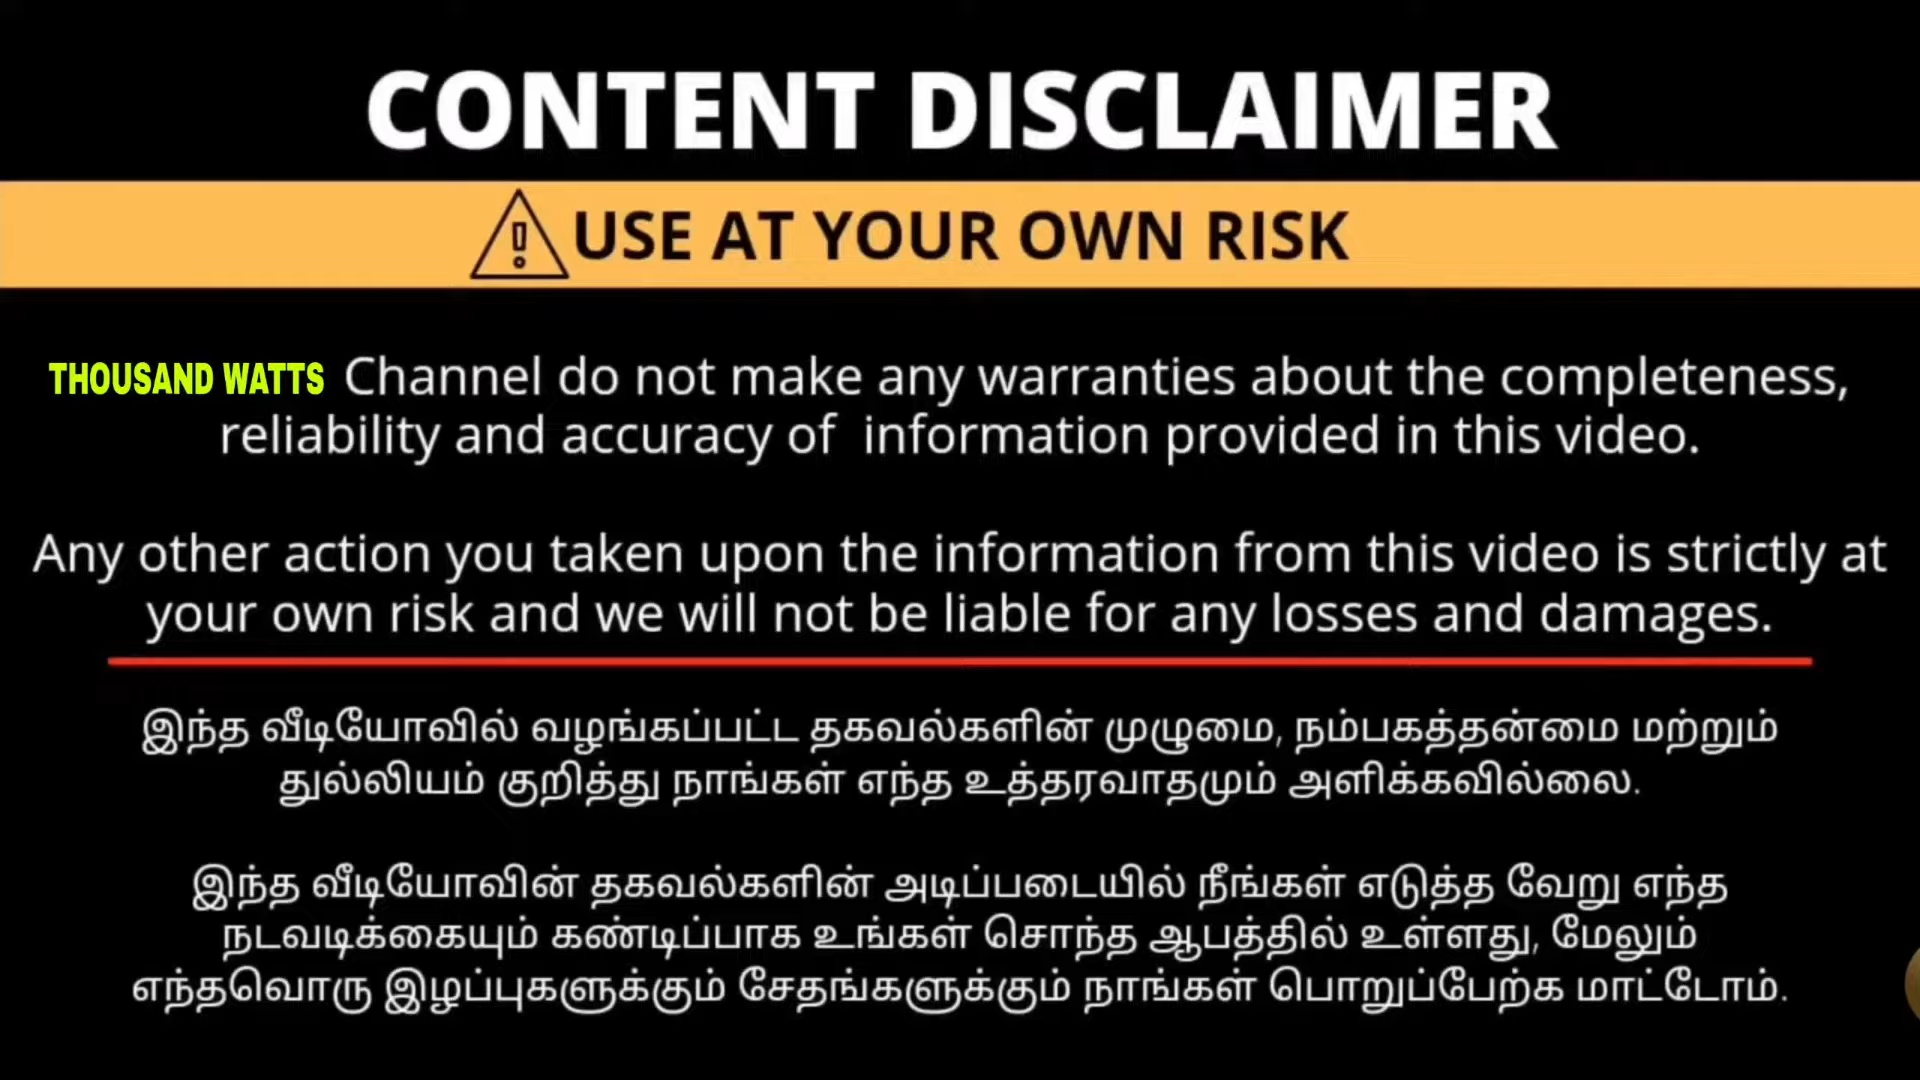 CONTENT DISCLAIMER
USE AT YOUR OWN RISK
THOUSAND WATTS Channel do not make any warranties about the completeness,
reliability and accuracy of information provided in this video.
Any other action you taken upon the information from this video is strictly at
your own risk and we will not be liable for any losses and damages.
இந்த வீடியோவில் வழங்கப்பட்ட தகவல்களின் முழுமை, நம்பகத்தன்மை மற்றும்
துல்லியம் குறித்து நாங்கள் எந்த உத்தரவாதமும் அளிக்கவில்லை.
இந்த வீடியோவின் தகவல்களின் அடிப்படையில் நீங்கள் எடுத்த வேறு எந்த
நடவடிக்கையும் கண்டிப்பாக உங்கள் சொந்த ஆபத்தில் உள்ளது, மேலும்
எந்தவொரு இழப்புகளுக்கும் சேதங்களுக்கும் நாங்கள் பொறுப்பேற்க மாட்டோம்.